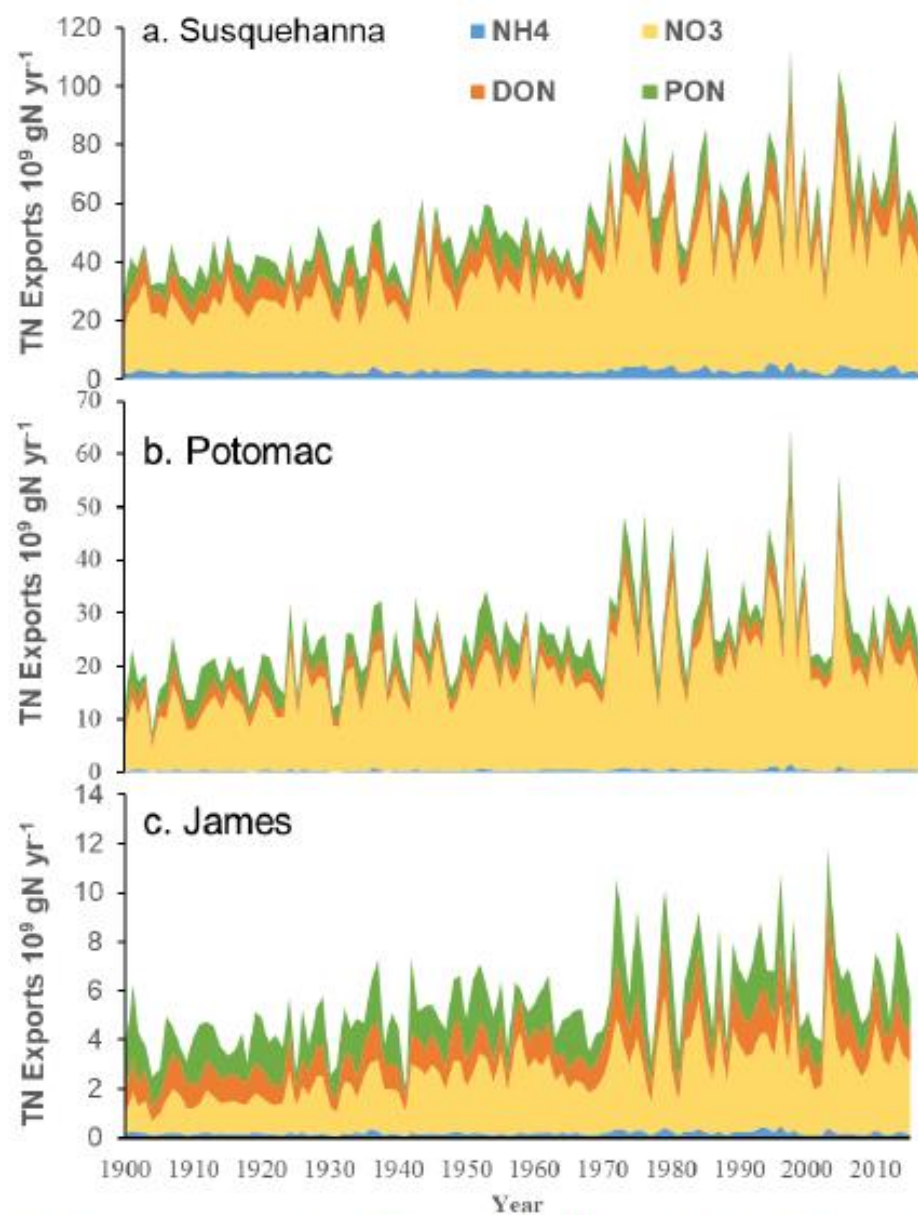 a. Susquehanna
NH4 NO3
DON PON
TN Exports 10⁹ gN yr⁻¹
120
100
80
60
40
20
0
b. Potomac
TN Exports 10⁹ gN yr⁻¹
70
60
50
40
30
20
10
0
c. James
TN Exports 10⁹ gN yr⁻¹
14
12
10
8
6
4
2
0
1900 1910 1920 1930 1940 1950 1960 1970 1980 1990 2000 2010
Year